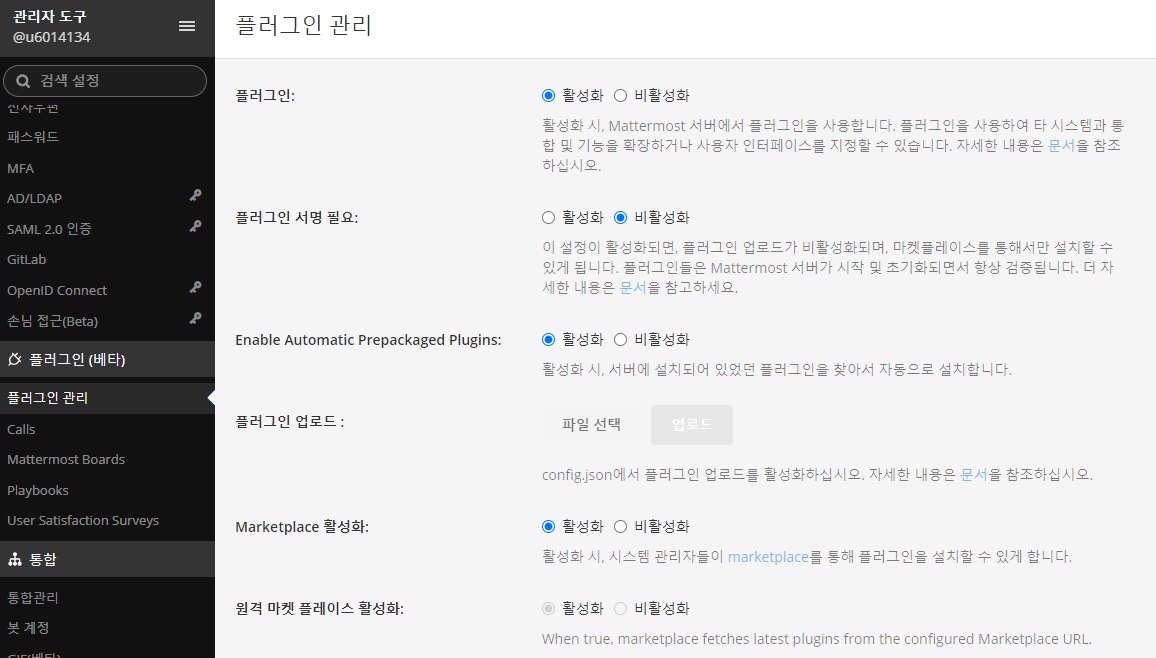 관리자 도구
@u6014134
검색 설정
전자우편
패스워드
MFA
AD/LDAP
SAML 2.0 인증
GitLab
OpenID Connect
손님 접근(Beta)
플러그인 (베타)
플러그인 관리
Calls
Mattermost Boards
Playbooks
User Satisfaction Surveys
통합
통합관리
봇 계정
GIF(베타)
플러그인 관리
플러그인:
활성화 비활성화
활성화 시, Mattermost 서버에서 플러그인을 사용합니다. 플러그인을 사용하여 타 시스템과 통
합 및 기능을 확장하거나 사용자 인터페이스를 지정할 수 있습니다. 자세한 내용은 문서을 참조
하십시오.
플러그인 서명 필요:
활성화 비활성화
이 설정이 활성화되면, 플러그인 업로드가 비활성화되며, 마켓플레이스를 통해서만 설치할 수
있게 됩니다. 플러그인들은 Mattermost 서버가 시작 및 초기화되면서 항상 검증됩니다. 더 자
세한 내용은 문서을 참고하세요.
Enable Automatic Prepackaged Plugins:
활성화 비활성화
활성화 시, 서버에 설치되어 있었던 플러그인을 찾아서 자동으로 설치합니다.
플러그인 업로드 :
파일 선택 업로드
config.json에서 플러그인 업로드를 활성화하십시오. 자세한 내용은 문서을 참조하십시오.
Marketplace 활성화:
활성화 비활성화
활성화 시, 시스템 관리자들이 marketplace를 통해 플러그인을 설치할 수 있게 합니다.
원격 마켓 플레이스 활성화:
활성화 비활성화
When true, marketplace fetches latest plugins from the configured Marketplace URL.